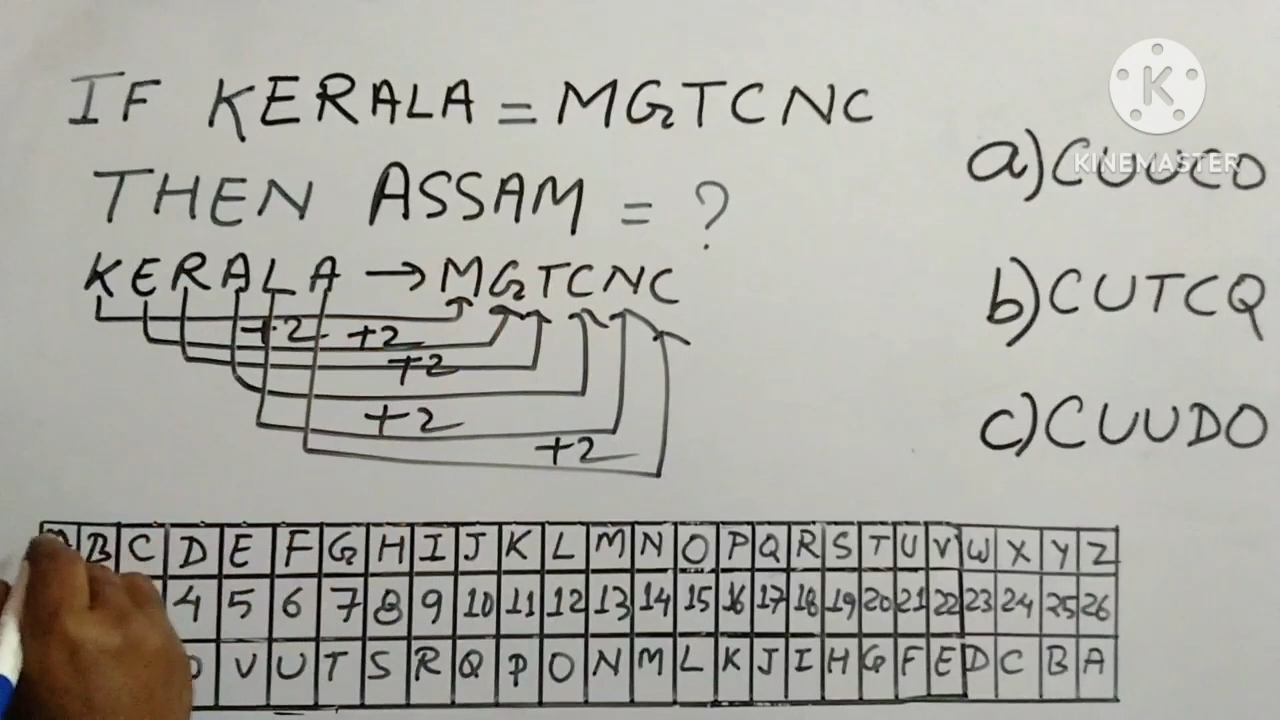 IF KERALA = MGTCNC
THEN ASSAM = ?
KERALA → MGTCNC
+2 +2
+2
+2
+2
a) CUUCO
b) CUTCQ
c) CUUDO
K
KINEMASTER
B C D E F G H I J K L M N O P Q R S T U V W X Y Z
4 5 6 7 8 9 10 11 12 13 14 15 16 17 18 19 20 21 22 23 24 25 26
V U T S R Q P O N M L K J I H G F E D C B A